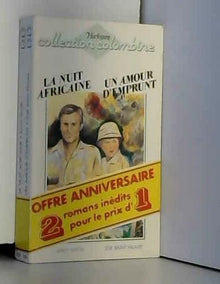 Harlequin
collection colombine
LA NUIT
AFRICAINE
UN AMOUR
D'EMPRUNT
OFFRE ANNIVERSAIRE
2 romans inédits
pour le prix d'1